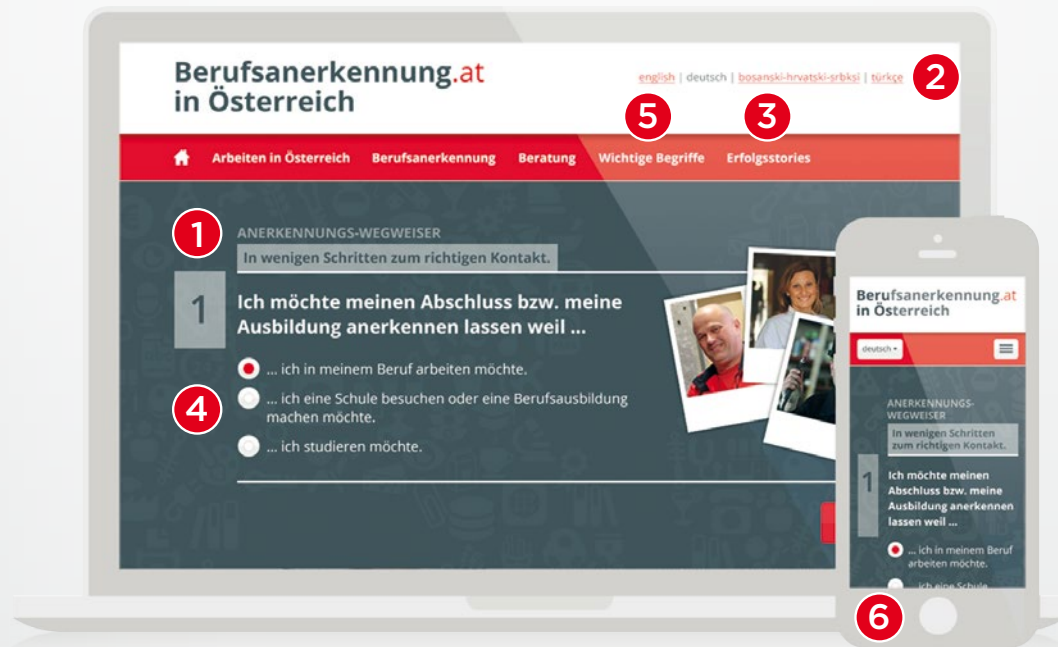 Berufsanerkennung.at
in Österreich
english | deutsch | bosanski-hrvatski-srbksi | türkçe
2
5
3
Arbeiten in Österreich Berufsanerkennung Beratung Wichtige Begriffe Erfolgsstories
1
ANERKENNUNGS-WEGWEISER
In wenigen Schritten zum richtigen Kontakt.
1
Ich möchte meinen Abschluss bzw. meine
Ausbildung anerkennen lassen weil ...
... ich in meinem Beruf arbeiten möchte.
4
... ich eine Schule besuchen oder eine Berufsausbildung
machen möchte.
... ich studieren möchte.
Berufsanerkennung.at
in Österreich
deutsch
ANERKENNUNGS-
WEGWEISER
In wenigen Schritten
zum richtigen Kontakt.
1
Ich möchte meinen
Abschluss bzw. meine
Ausbildung anerkennen
lassen weil ...
... ich in meinem Beruf
arbeiten möchte.
... ich eine Schule
6